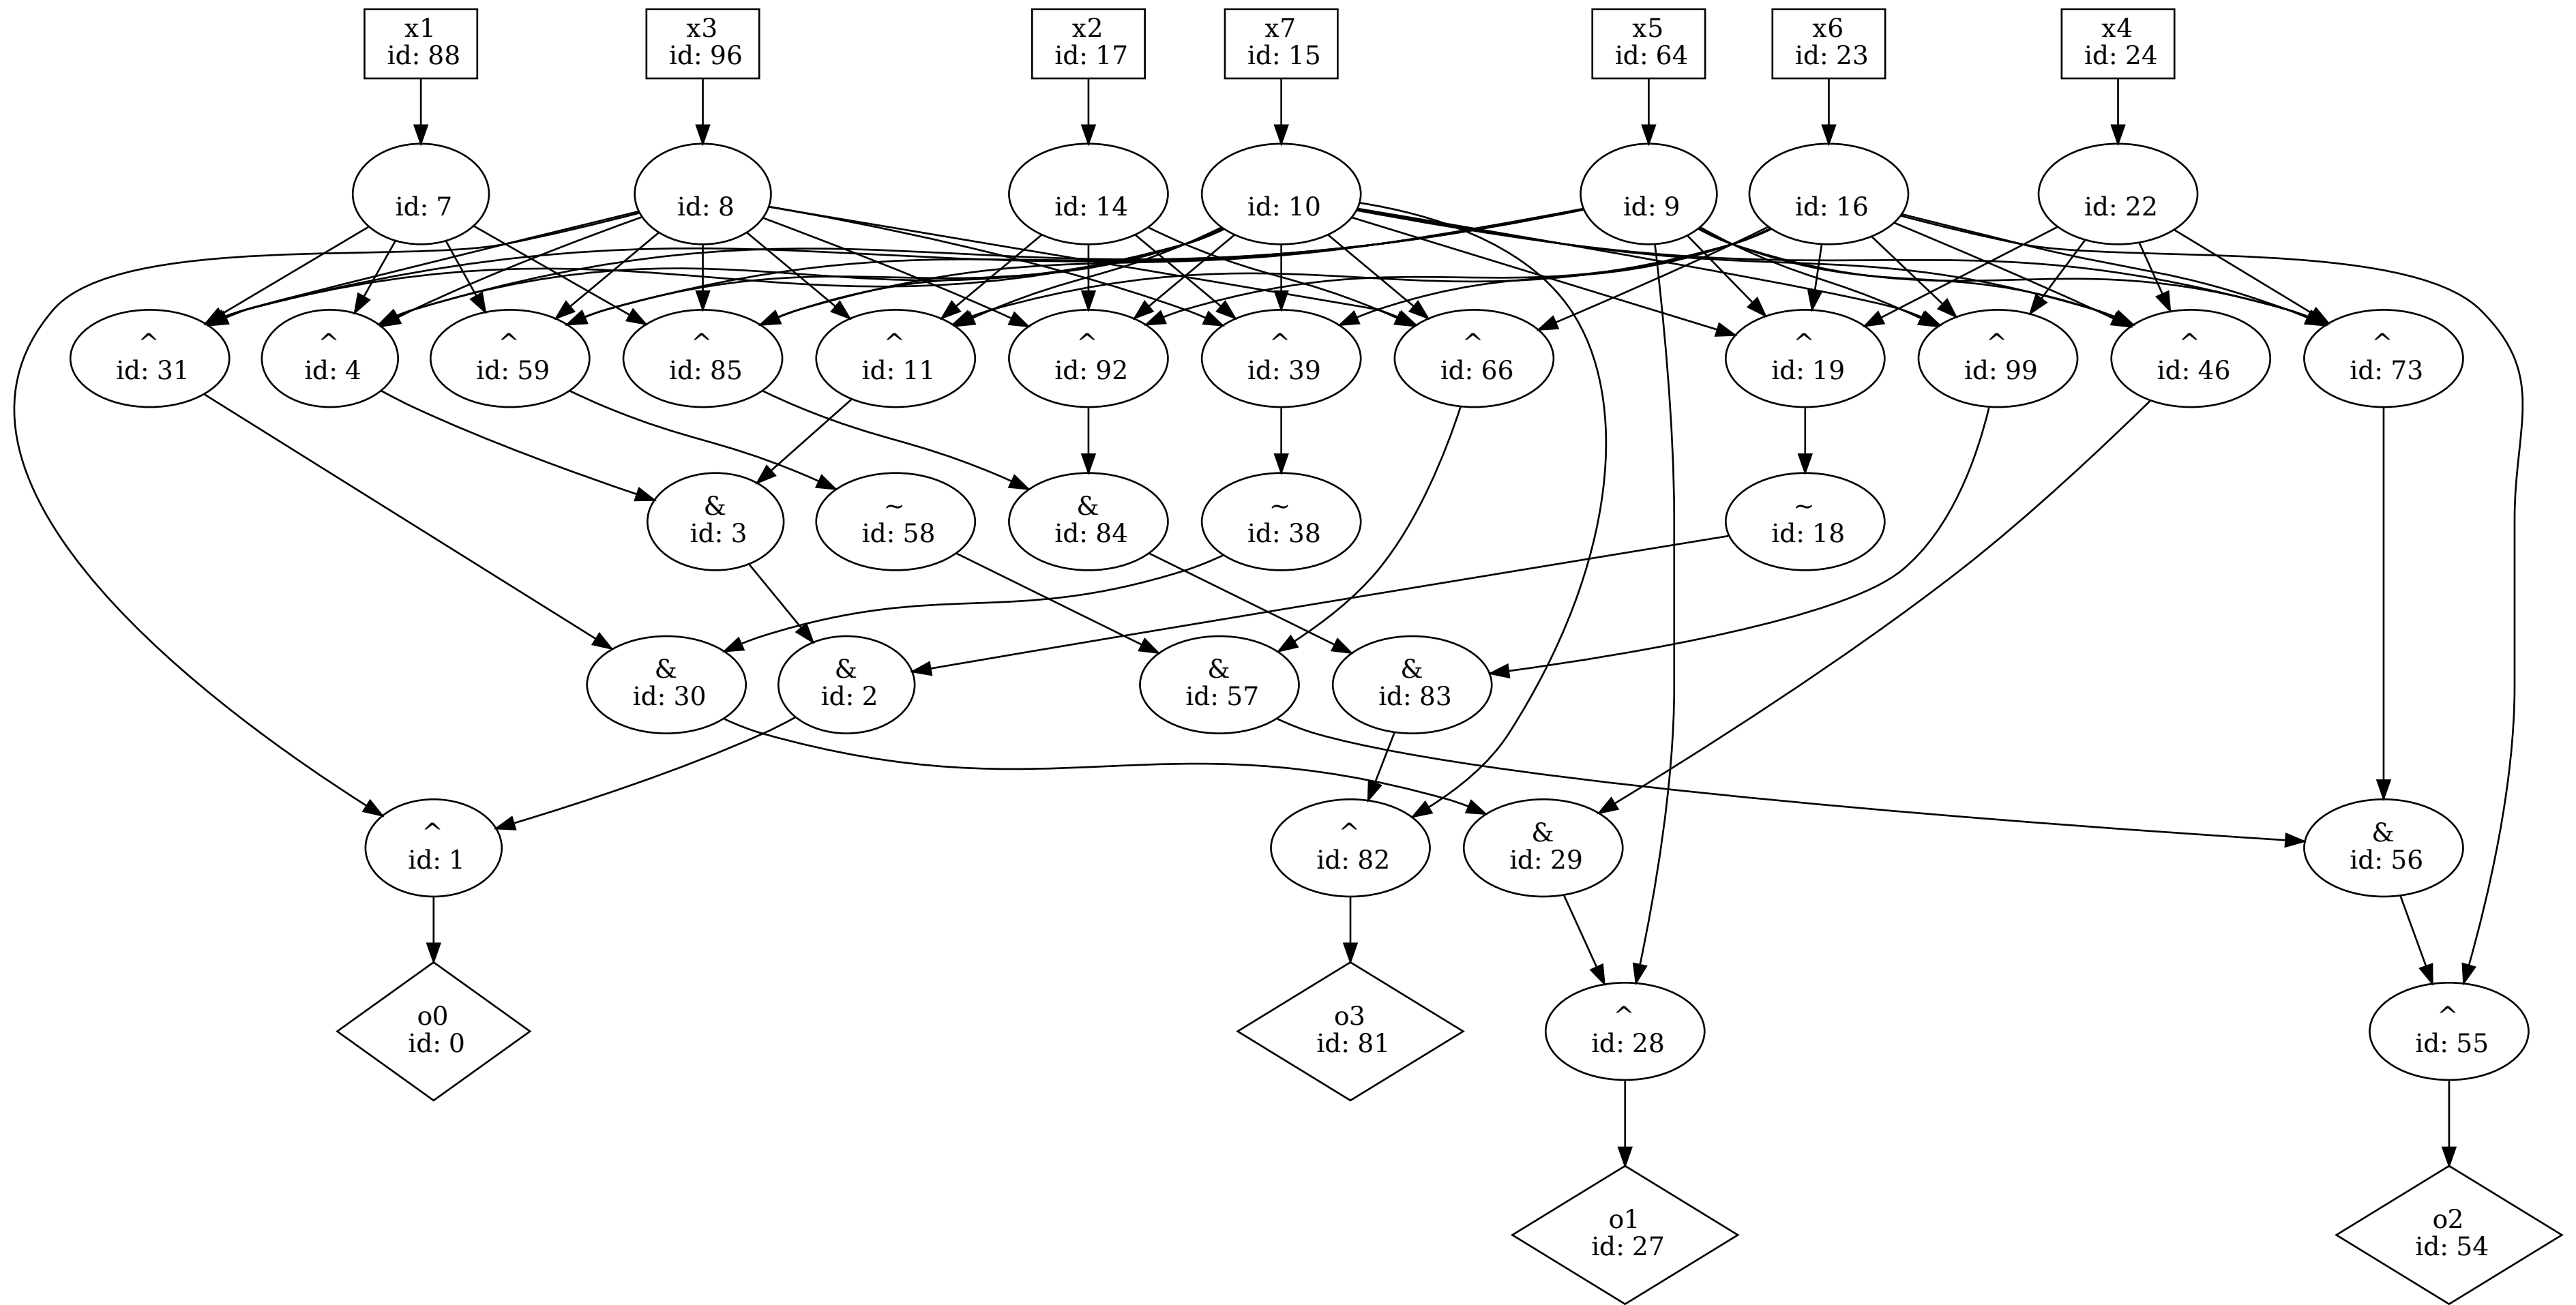 x1
id: 88
x3
id: 96
x2
id: 17
x7
id: 15
x5
id: 64
x6
id: 23
x4
id: 24
id: 7
id: 8
id: 14
id: 10
id: 9
id: 16
id: 22
^
id: 31
^
id: 4
^
id: 59
^
id: 85
^
id: 11
^
id: 92
^
id: 39
^
id: 66
^
id: 19
^
id: 99
^
id: 46
^
id: 73
&
id: 3
~
id: 58
&
id: 84
~
id: 38
~
id: 18
&
id: 30
&
id: 2
&
id: 57
&
id: 83
^
id: 1
^
id: 82
&
id: 29
&
id: 56
o0
id: 0
o3
id: 81
^
id: 28
^
id: 55
o1
id: 27
o2
id: 54